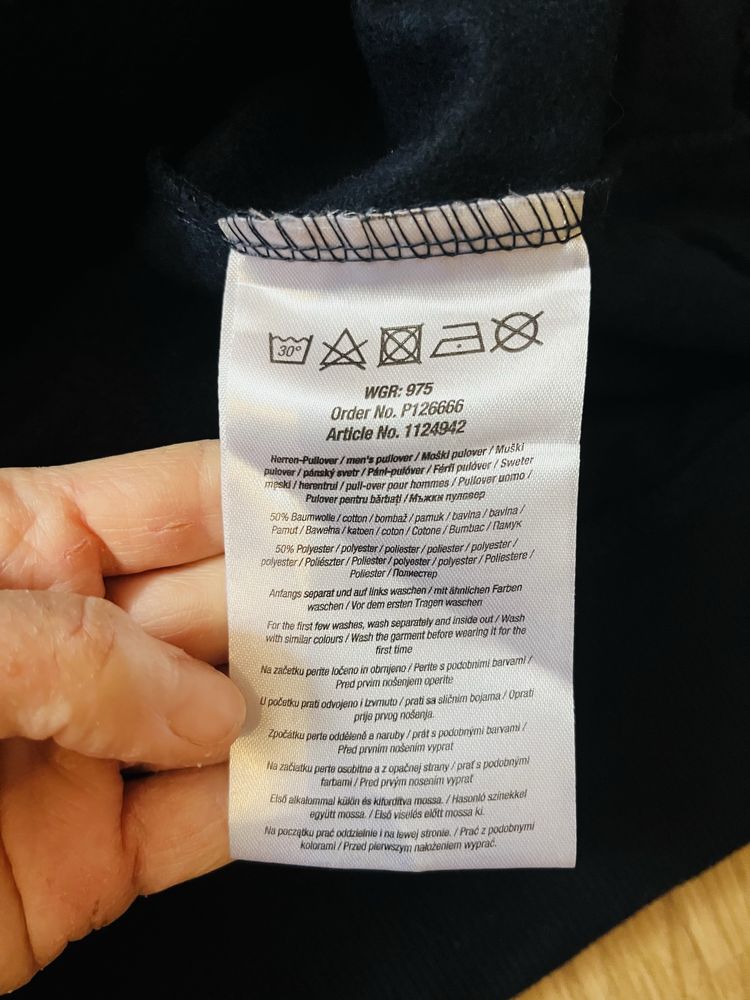 30°
WGR: 975
Order No. P126666
Article No. 1124942
Herren-Pullover / men's pullover / Moški pulover / Muški
pulover / pánský svetr / Páni-pulóver / Férfi pulóver / Sweter
męski / herentrui / pull-over pour hommes / Pullover uomo /
Pulover pentru bărbați / Мъжки пуловер
50% Baumwolle / cotton / bombaž / pamuk / bavlna / bavlna /
Pamut / Bawełna / katoen / coton / Cotone / Bumbac / Памук
50% Polyester / polyester / poliester / poliester / polyester /
polyester / Poliészter / Poliester / polyester / polyester / Poliestere /
Poliester / Полиестер
Anfangs separat und auf links waschen / mit ähnlichen Farben
waschen / Vor dem ersten Tragen waschen
For the first few washes, wash separately and inside out / Wash
with similar colours / Wash the garment before wearing it for the
first time
Na začetku perite ločeno in obrnjeno / Perite s podobnimi barvami /
Pred prvim nošenjem operite
U početku prati odvojeno i izvrnuto / prati sa sličnim bojama / Oprati
prije prvog nošenja.
Zpočátku perte odděleně a naruby / prát s podobnými barvami /
Před prvním nošením vyprat
Na začiatku perte osobitne a z opačnej strany / prať s podobnými
farbami / Pred prvým nosením vyprať
Első alkalommal külön és kifordítva mossa. / Hasonló színekkel
együtt mossa. / Első viselés előtt mossa ki.
Na początku prać oddzielnie i na lewej stronie. / Prać z podobnymi
kolorami / Przed pierwszym nałożeniem wyprać.